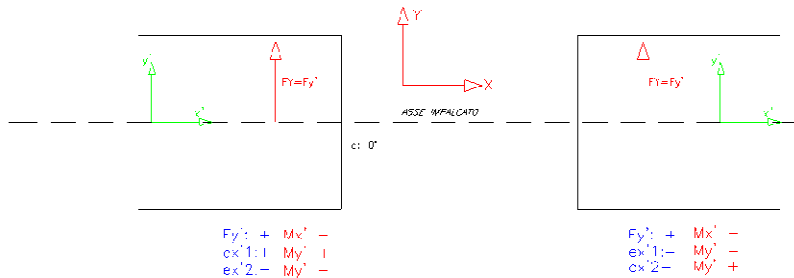 Y
y'
FY=Fy'
X
x'
ASSE IMPALCATO
c: 0°
y'
FY=Fy'
x'
Fy': + Mx' -
ex'1:+ My' +
ex'2:- My' -
Fy': + Mx' -
ex'1:- My' -
ex'2- My' +